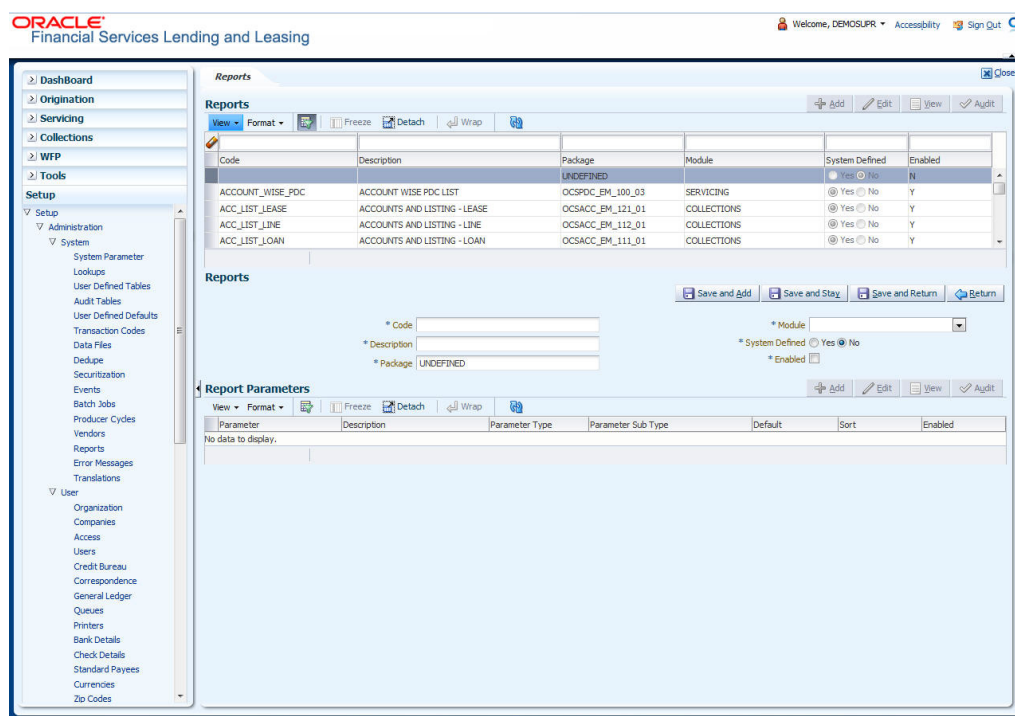 ORACLE
Financial Services Lending and Leasing
Welcome, DEMOSUPR Accessibility Sign Out
DashBoard
Origination
Servicing
Collections
WFP
Tools
Setup
Setup
Administration
System
System Parameter
Lookups
User Defined Tables
Audit Tables
User Defined Defaults
Transaction Codes
Data Files
Dedupe
Securitization
Events
Batch Jobs
Producer Cycles
Vendors
Reports
Error Messages
Translations
User
Organization
Companies
Access
Users
Credit Bureau
Correspondence
General Ledger
Queues
Printers
Bank Details
Check Details
Standard Payees
Currencies
Zip Codes
Reports
Close
Reports
Add Edit View Audit
View Format Freeze Detach Wrap
Code Description Package Module System Defined Enabled
UNDEFINED Yes No N
ACCOUNT_WISE_PDC ACCOUNT WISE PDC LIST OCSPDC_EM_100_03 SERVICING Yes No Y
ACC_LIST_LEASE ACCOUNTS AND LISTING - LEASE OCSACC_EM_121_01 COLLECTIONS Yes No Y
ACC_LIST_LINE ACCOUNTS AND LISTING - LINE OCSACC_EM_112_01 COLLECTIONS Yes No Y
ACC_LIST_LOAN ACCOUNTS AND LISTING - LOAN OCSACC_EM_111_01 COLLECTIONS Yes No Y
Reports
Save and Add Save and Stay Save and Return Return
* Code
* Description
* Package UNDEFINED
* Module
* System Defined Yes No
* Enabled
Report Parameters
Add Edit View Audit
View Format Freeze Detach Wrap
Parameter Description Parameter Type Parameter Sub Type Default Sort Enabled
No data to display.